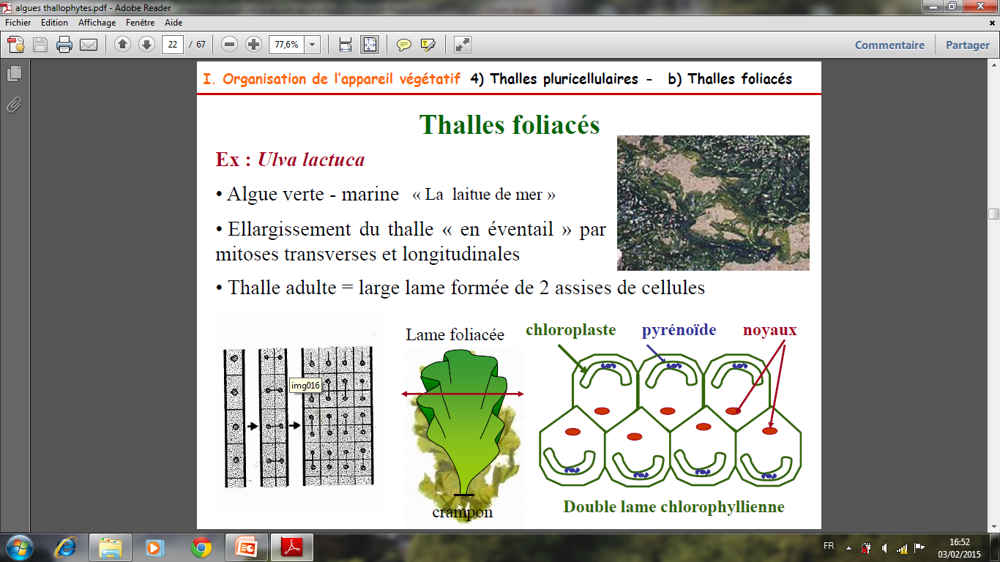 algues thallophytes.pdf - Adobe Reader
Fichier Edition Affichage Fenêtre Aide
22 / 67 77,6% Commentaire Partager
I. Organisation de l'appareil végétatif 4) Thalles pluricellulaires - b) Thalles foliacés
Thalles foliacés
Ex : Ulva lactuca
• Algue verte - marine « La laitue de mer »
• Ellargissement du thalle « en éventail » par
mitoses transverses et longitudinales
• Thalle adulte = large lame formée de 2 assises de cellules
Lame foliacée
chloroplaste pyrénoïde noyaux
img016
crampon
Double lame chlorophyllienne
FR
16:52
03/02/2015